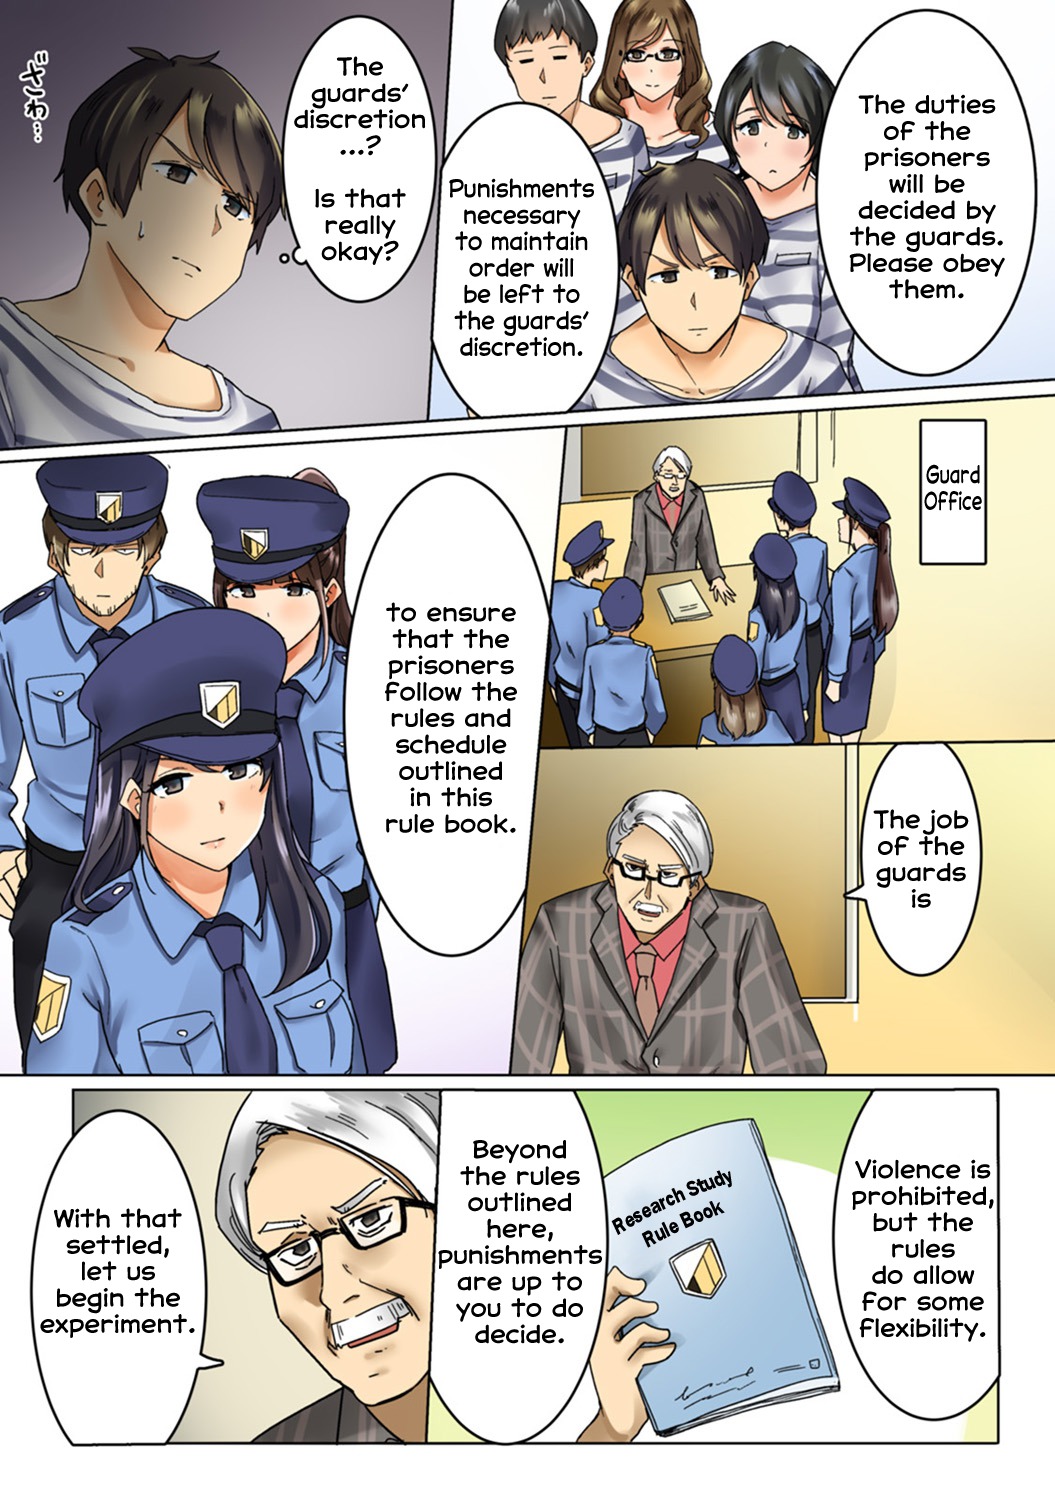 The duties
of the
prisoners
will be
decided by
the guards.
Please obey
them.
Punishments
necessary
to maintain
order will
be left to
the guards'
discretion.
The
guards'
discretion
...?
Is that
really
okay?
Guard
Office
The job
of the
guards
is
to ensure
that the
prisoners
follow the
rules and
schedule
outlined
in this
rule book.
Violence is
prohibited,
but the
rules
do allow
for some
flexibility.
Research Study
Rule Book
Beyond
the rules
outlined
here,
punishments
are up to
you to do
decide.
With that
settled,
let us
begin the
experiment.